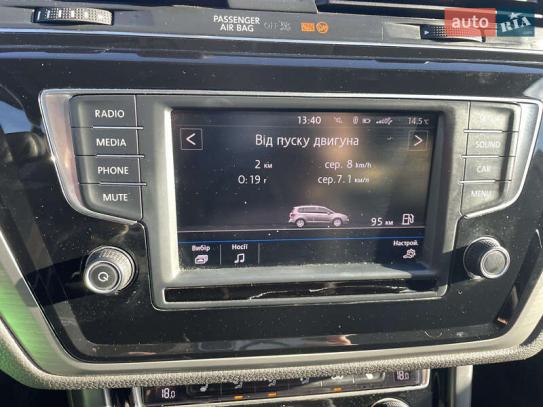 PASSENGER
AIR BAG OFF
auto RIA
RADIO
MEDIA
PHONE
MUTE
SOUND
CAR
MENU
13:40 14.5°C
Від пуску двигуна
2 км сер. 8 km/h
0:19 г сер.7.1 км/л
95 км
Вибір Носії Настрой.
18.0 18.0